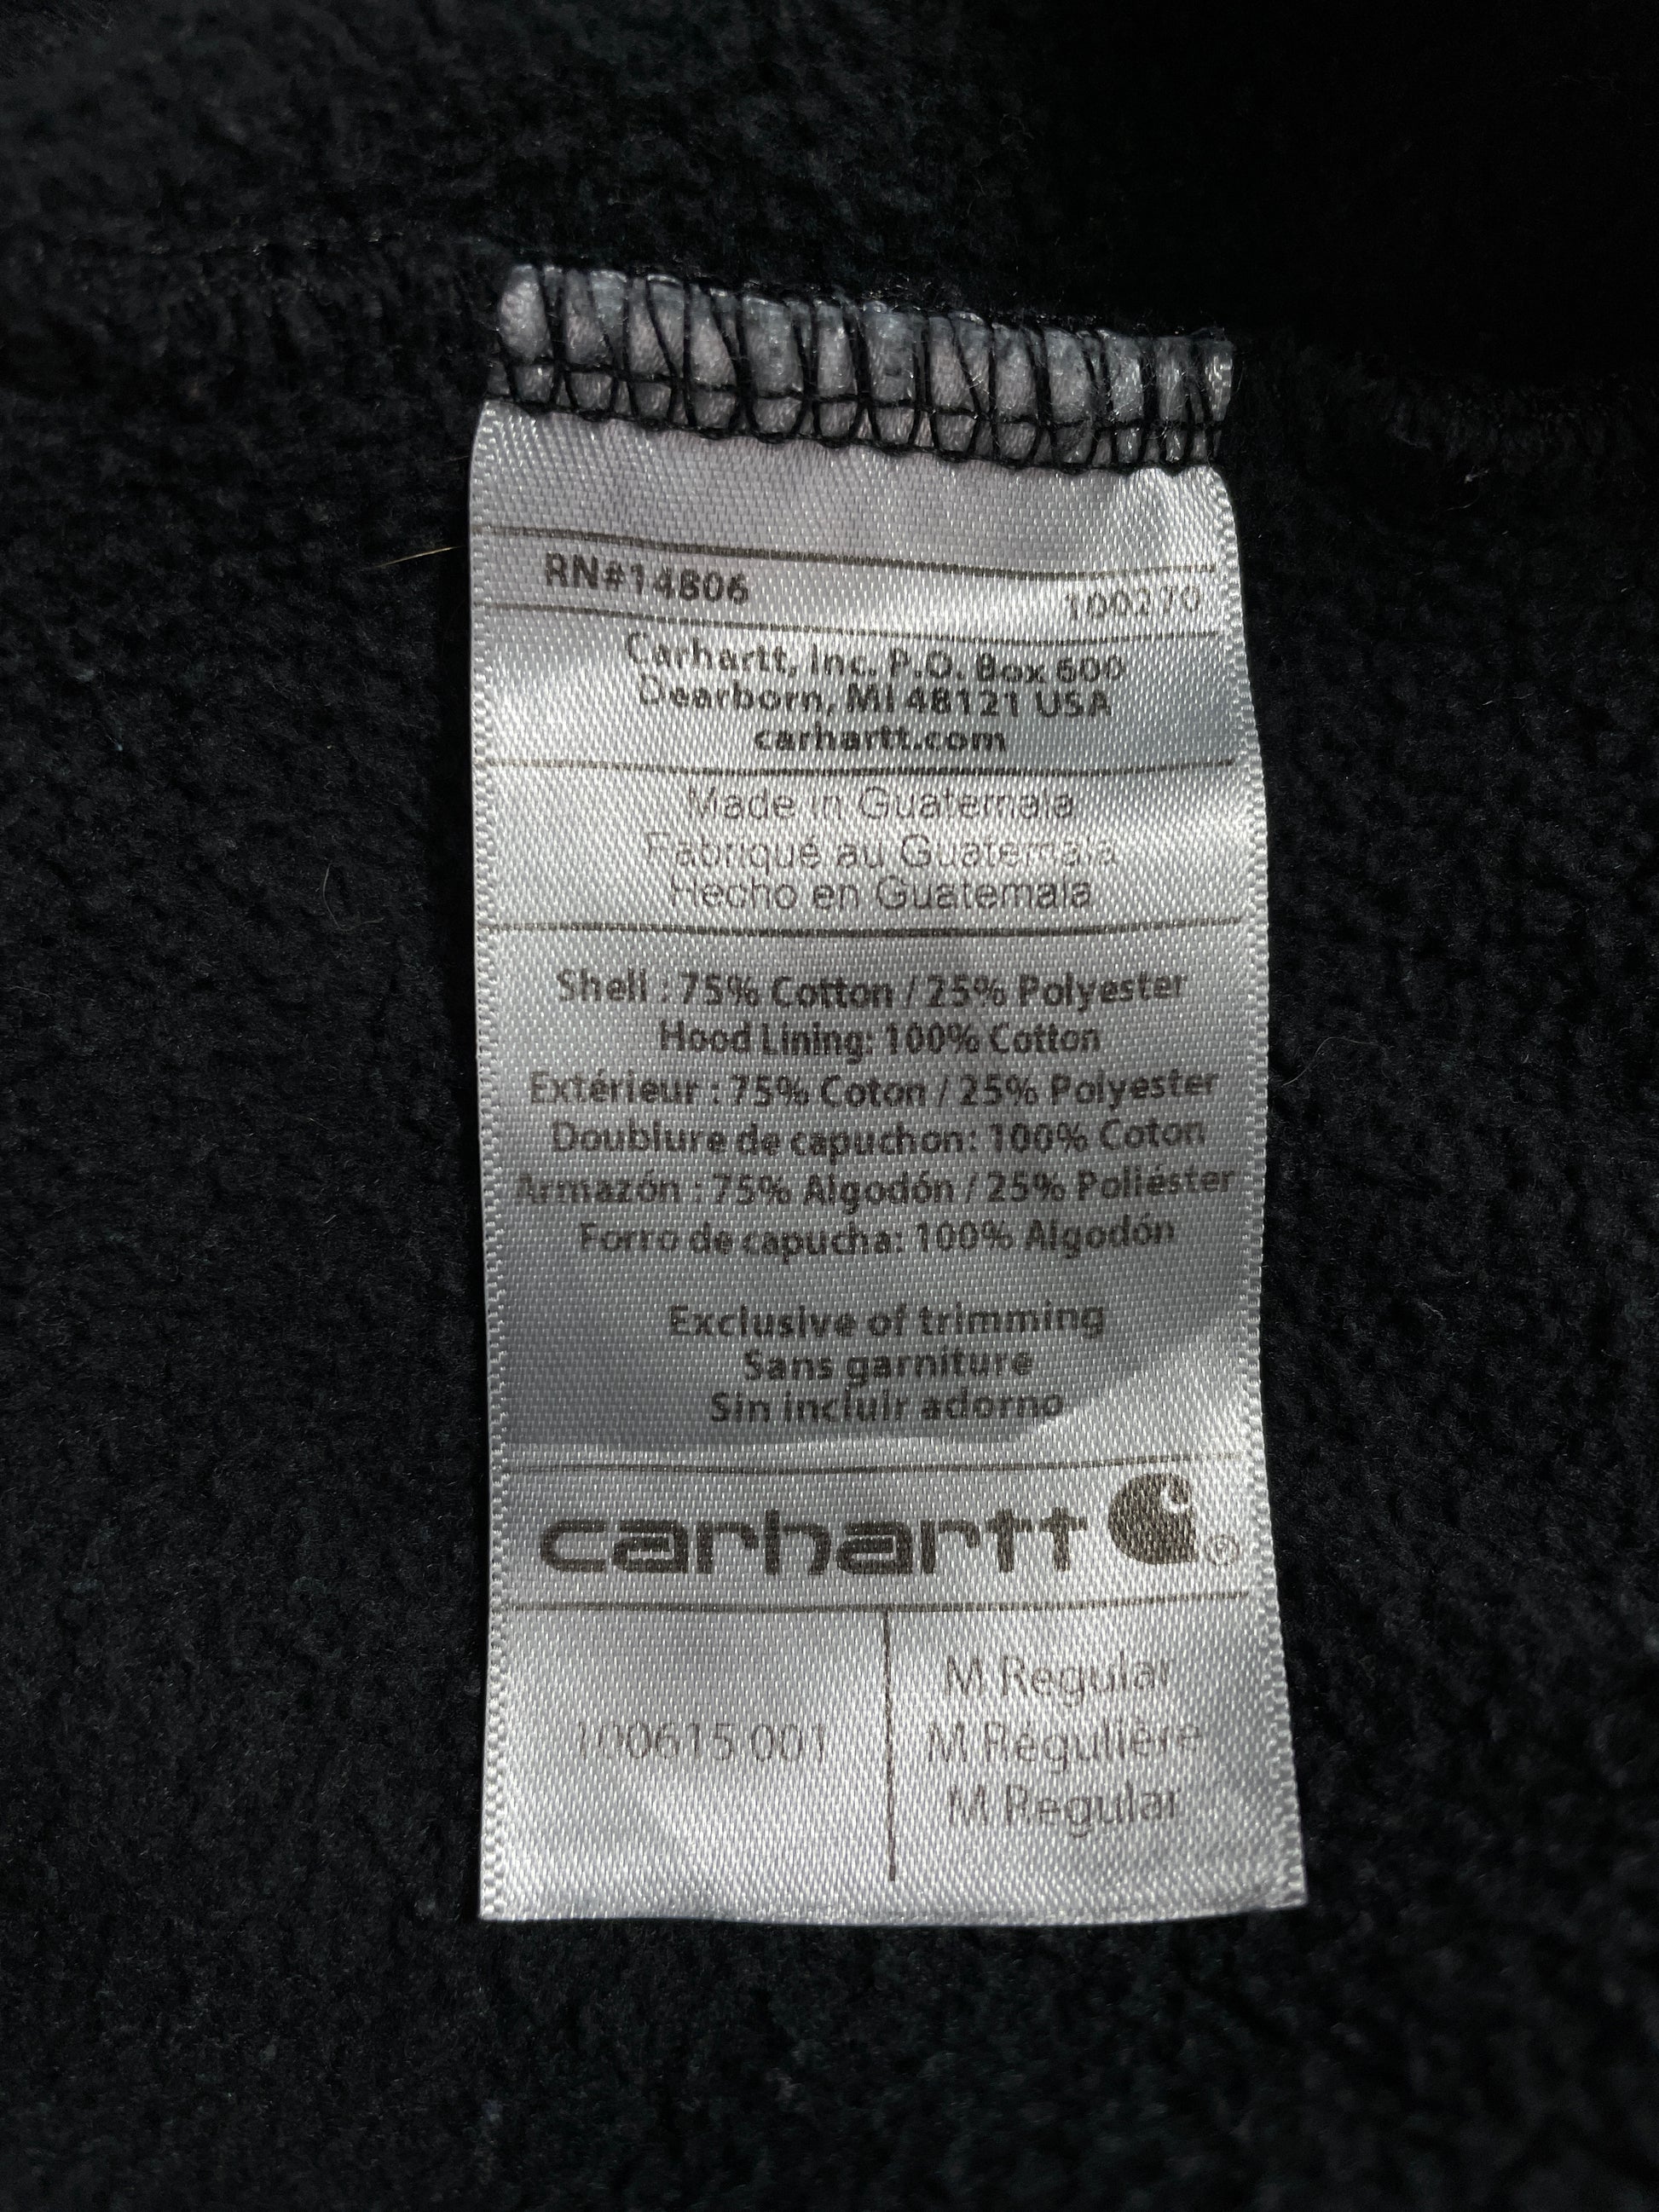 RN#14806 100270
Carhartt, Inc. P.O. Box 600
Dearborn, MI 48121 USA
carhartt.com
Made in Guatemala
Fabriqué au Guatemala
Hecho en Guatemala
Shell : 75% Cotton / 25% Polyester
Hood Lining: 100% Cotton
Extérieur : 75% Coton / 25% Polyester
Doublure de capuchon: 100% Coton
Armazón : 75% Algodón / 25% Poliéster
Forro de capucha: 100% Algodón
Exclusive of trimming
Sans garniture
Sin incluir adorno
carhartt ®
100615 001
M Regular
M Régulière
M Regular